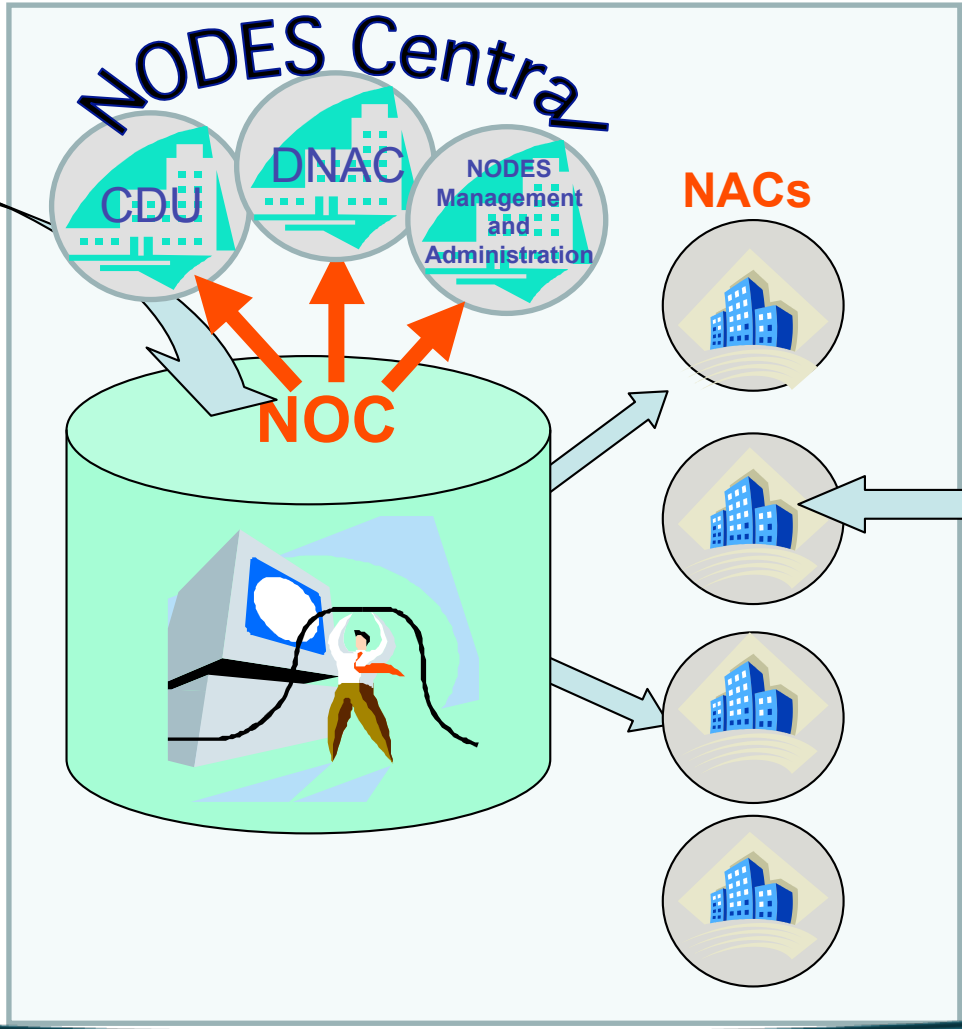 NODES Central
CDU
DNAC
NODES
Management
and
Administration
NACs
NOC